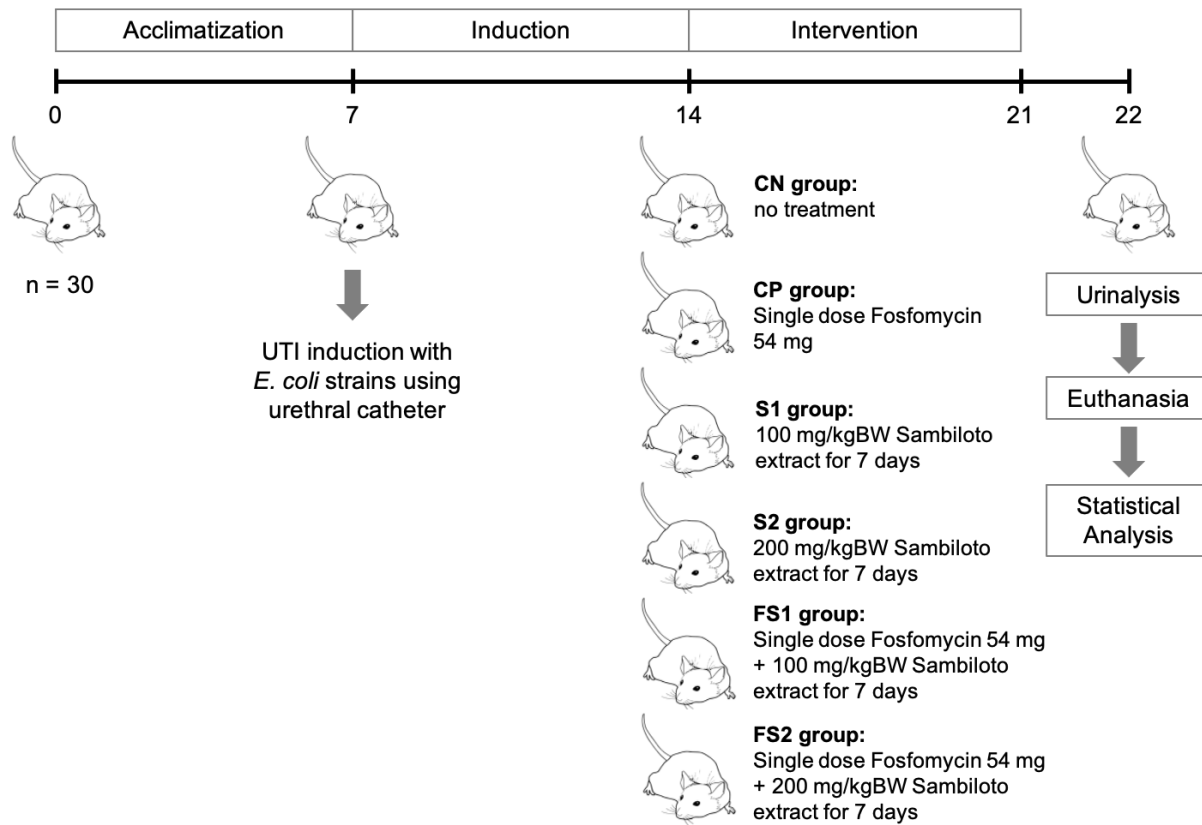 Acclimatization
Induction
Intervention
0
7
14
21
22
n = 30
UTI induction with
E. coli strains using
urethral catheter
CN group:
no treatment
CP group:
Single dose Fosfomycin
54 mg
S1 group:
100 mg/kgBW Sambiloto
extract for 7 days
S2 group:
200 mg/kgBW Sambiloto
extract for 7 days
FS1 group:
Single dose Fosfomycin 54 mg
+ 100 mg/kgBW Sambiloto
extract for 7 days
FS2 group:
Single dose Fosfomycin 54 mg
+ 200 mg/kgBW Sambiloto
extract for 7 days
Urinalysis
Euthanasia
Statistical
Analysis